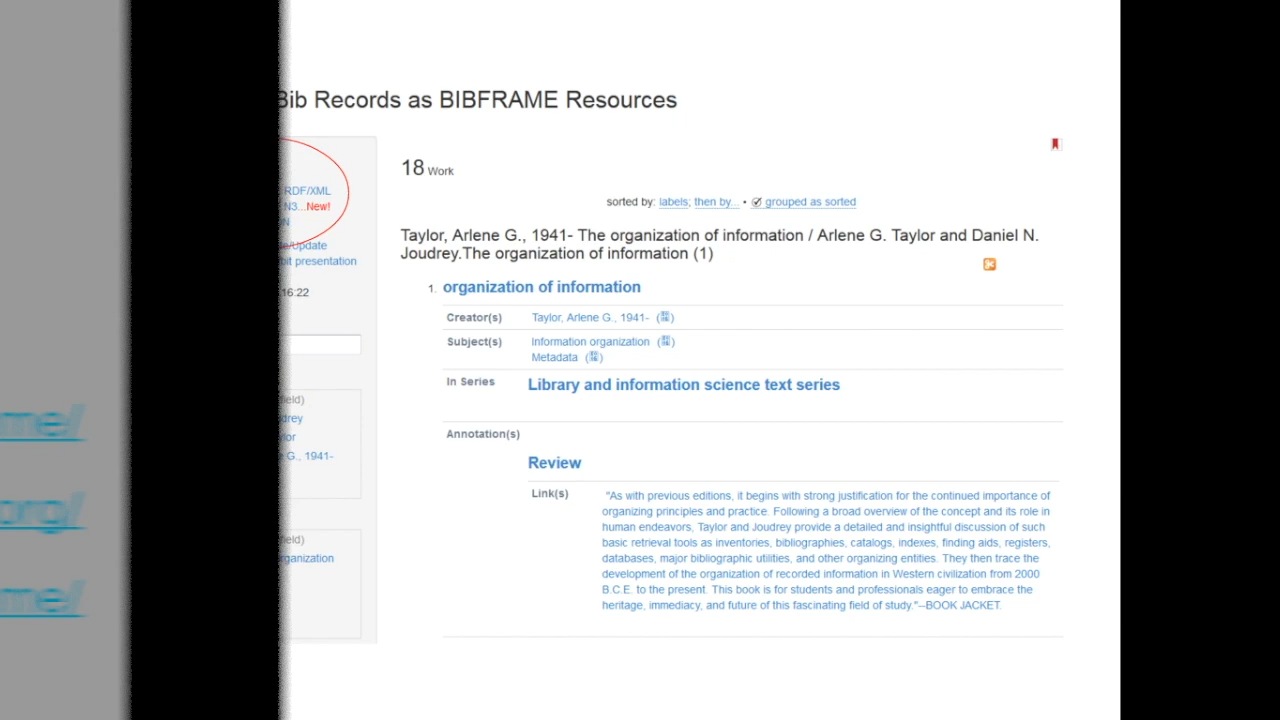 Bib Records as BIBFRAME Resources
18 Work
RDF/XML
N3...New!
sorted by: labels; then by... • grouped as sorted
Taylor, Arlene G., 1941- The organization of information / Arlene G. Taylor and Daniel N.
Joudrey.The organization of information (1)
/Update
presentation
16:22
1. organization of information
Creator(s) Taylor, Arlene G., 1941-
Subject(s) Information organization
Metadata
In Series Library and information science text series
G., 1941-
Annotation(s)
Review
Link(s) "As with previous editions, it begins with strong justification for the continued importance of
organizing principles and practice. Following a broad overview of the concept and its role in
human endeavors, Taylor and Joudrey provide a detailed and insightful discussion of such
basic retrieval tools as inventories, bibliographies, catalogs, indexes, finding aids, registers,
databases, major bibliographic utilities, and other organizing entities. They then trace the
development of the organization of recorded information in Western civilization from 2000
B.C.E. to the present. This book is for students and professionals eager to embrace the
heritage, immediacy, and future of this fascinating field of study."--BOOK JACKET.
me/
org/
me/